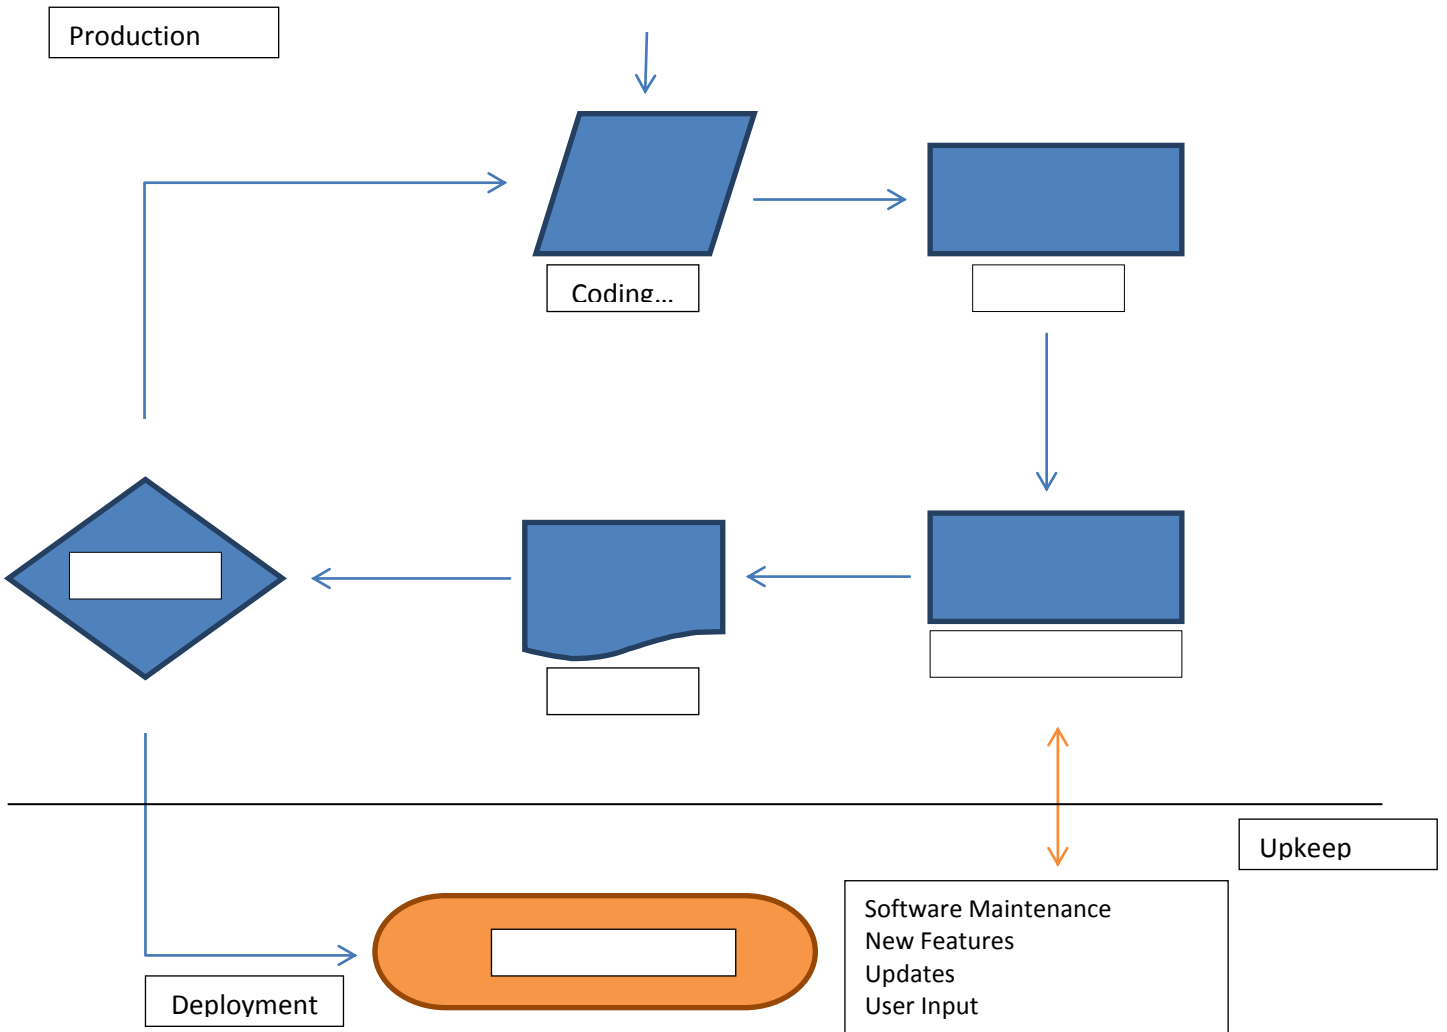 Production
Coding...
Upkeep
Software Maintenance
New Features
Updates
User Input
Deployment